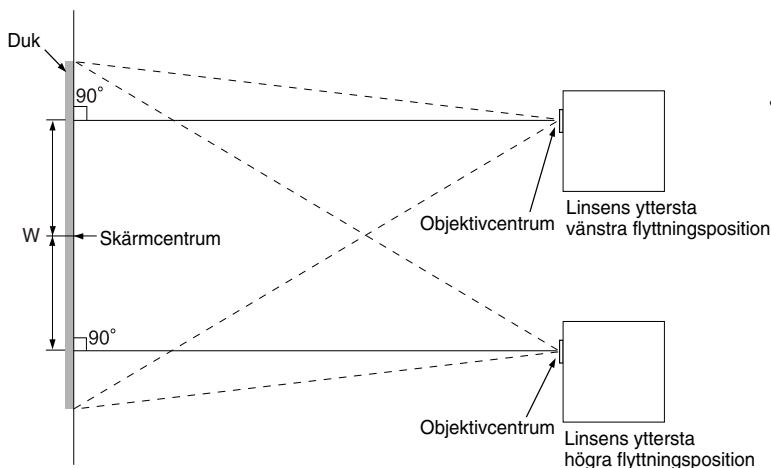 Duk
90°
W
Skärmcentrum
90°
Objektivcentrum
Linsens yttersta
vänstra flyttningsposition
Objektivcentrum
Linsens yttersta
högra flyttningsposition